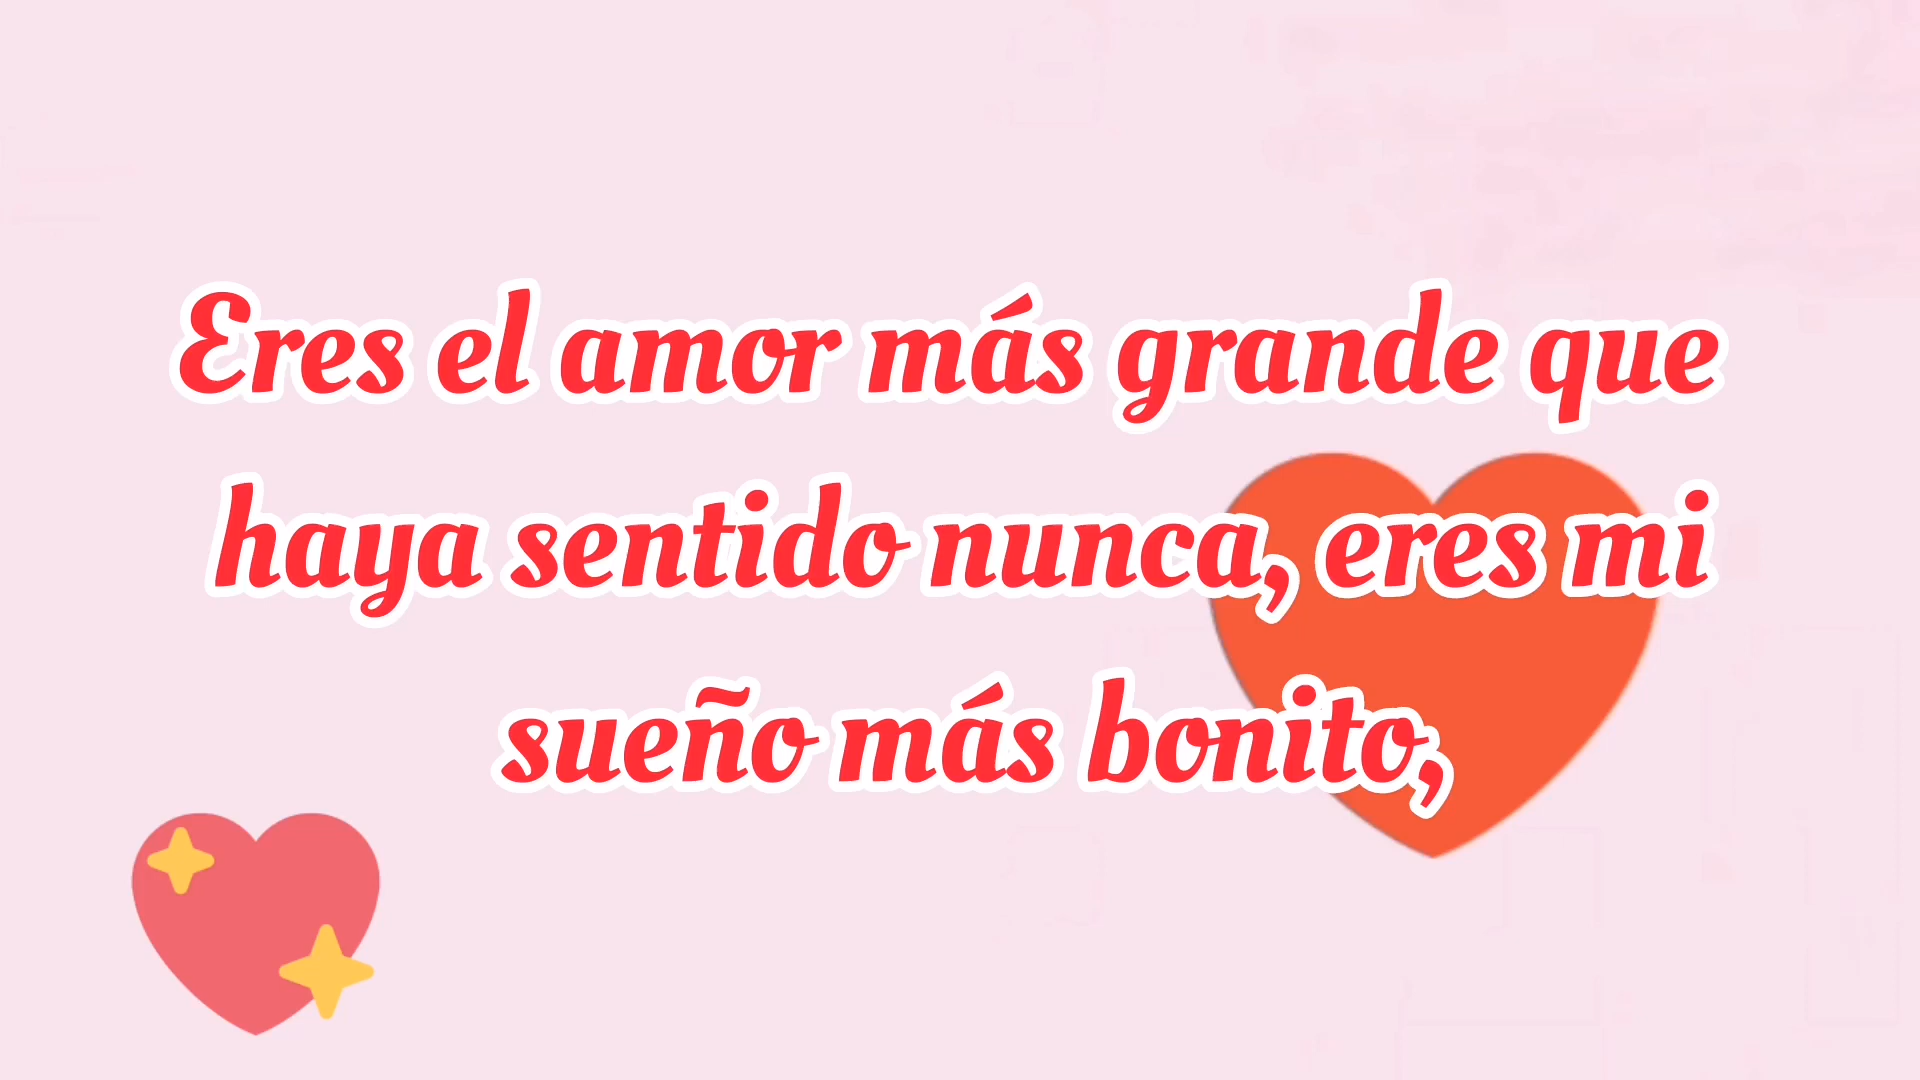 Eres el amor más grande que
haya sentido nunca, eres mi
sueño más bonito,